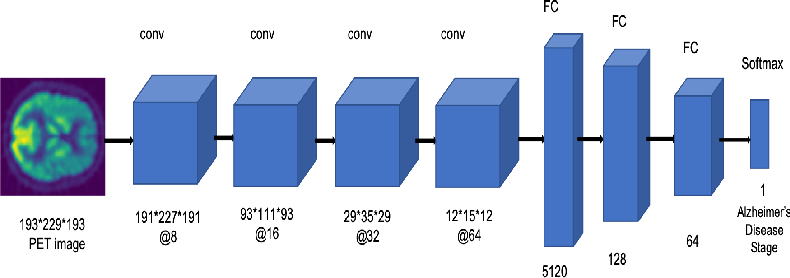 conv
conv
conv
conv
FC
FC
FC
Softmax
193*229*193
PET image
191*227*191
@8
93*111*93
@16
29*35*29
@32
12*15*12
@64
5120
128
64
1
Alzheimer's
Disease
Stage